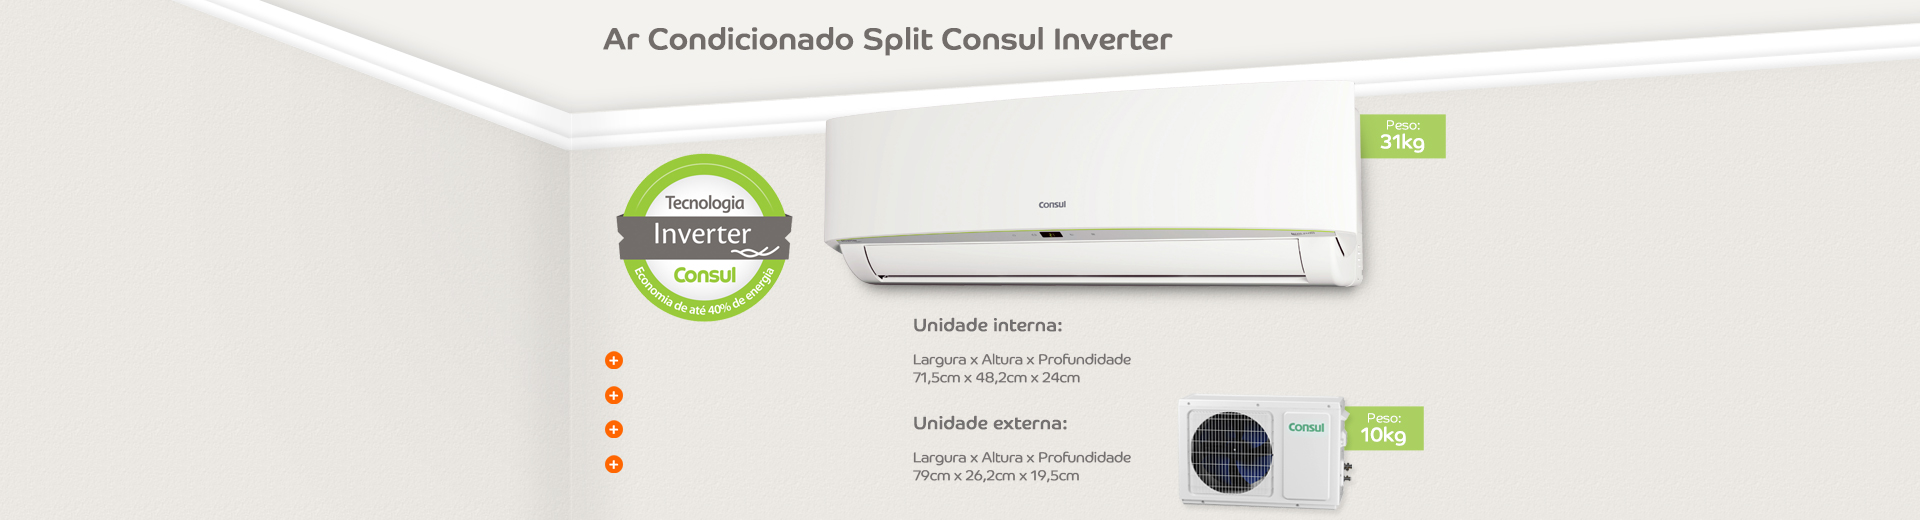 Ar Condicionado Split Consul Inverter
Peso:
31kg
Tecnologia
Inverter
Consul
Economia de até 40% de energia
Consul
Unidade interna:
Largura x Altura x Profundidade
71,5cm x 48,2cm x 24cm
Unidade externa:
Largura x Altura x Profundidade
79cm x 26,2cm x 19,5cm
Consul
Peso:
10kg